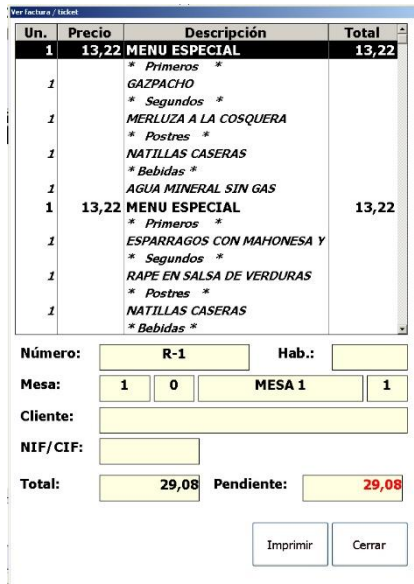 Ver factura / ticket
Un. Precio Descripción Total
1 13,22 MENU ESPECIAL 13,22
* Primeros *
1 GAZPACHO
* Segundos *
1 MERLUZA A LA COSQUERA
* Postres *
1 NATILLAS CASERAS
* Bebidas *
1 AGUA MINERAL SIN GAS
1 13,22 MENU ESPECIAL 13,22
* Primeros *
1 ESPARRAGOS CON MAHONESA Y
* Segundos *
1 RAPE EN SALSA DE VERDURAS
* Postres *
1 NATILLAS CASERAS
* Bebidas *
Número: R-1 Hab.:
Mesa: 1 0 MESA 1 1
Cliente:
NIF/CIF:
Total: 29,08 Pendiente: 29,08
Imprimir Cerrar